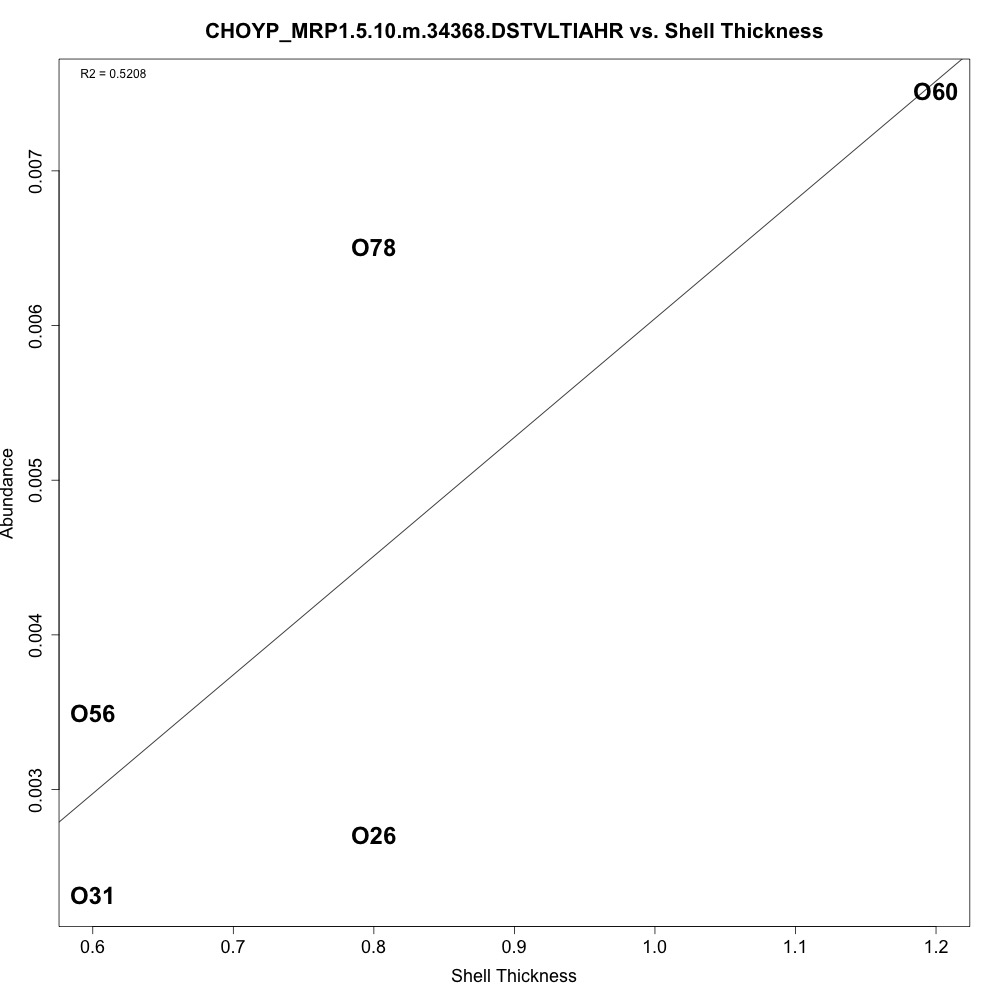 CHOYP_MRP1.5.10.m.34368.DSTVLTIAHR vs. Shell Thickness
R2 = 0.5208
O60
O78
O56
O26
O31
0.007
0.006
0.005
0.004
0.003
Abundance
0.6 0.7 0.8 0.9 1.0 1.1 1.2
Shell Thickness